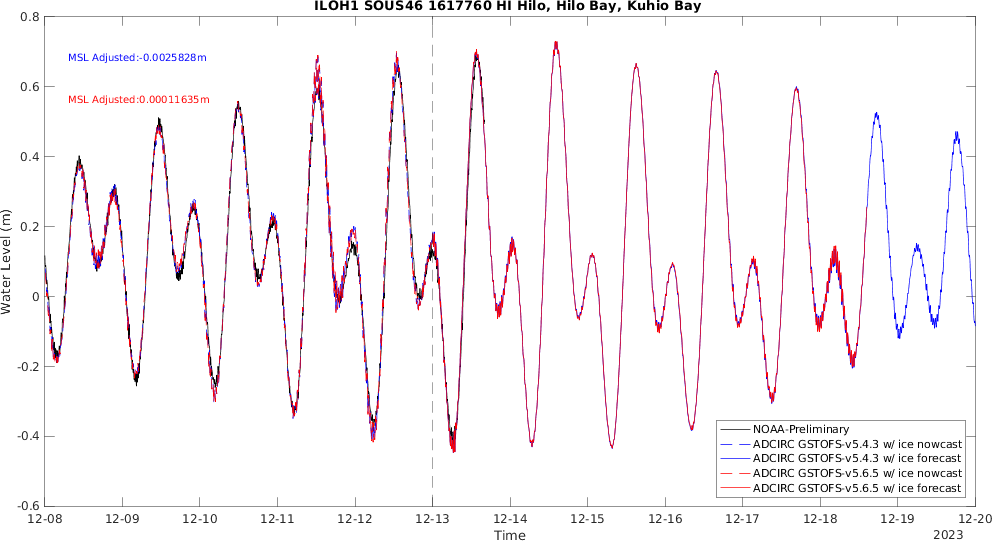 ILOH1 SOUS46 1617760 HI Hilo, Hilo Bay, Kuhio Bay
0.8
MSL Adjusted:-0.0025828m
0.6
MSL Adjusted:0.00011635m
0.4
0.2
Water Level (m)
0
-0.2
-0.4
-0.6
NOAA-Preliminary
ADCIRC GSTOFS-v5.4.3 w/ ice nowcast
ADCIRC GSTOFS-v5.4.3 w/ ice forecast
ADCIRC GSTOFS-v5.6.5 w/ ice nowcast
ADCIRC GSTOFS-v5.6.5 w/ ice forecast
12-08 12-09 12-10 12-11 12-12 12-13 12-14 12-15 12-16 12-17 12-18 12-19 12-20
Time
2023